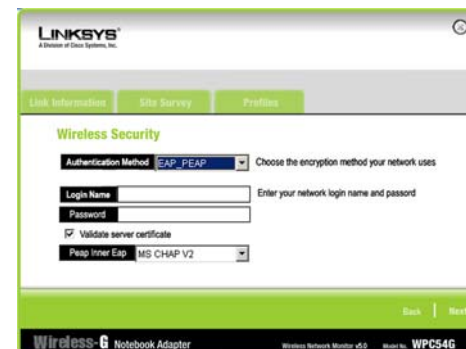 LINKSYS®
A Division of Cisco Systems, Inc.
Link Information Site Survey Profiles
Wireless Security
Authentication Method EAP_PEAP Choose the encryption method your network uses
Login Name Enter your network login name and passord
Password
Validate server certificate
Peap Inner Eap MS CHAP V2
Back Next
Wireless-G Notebook Adapter Wireless Network Monitor v5.0 Model No. WPC54G